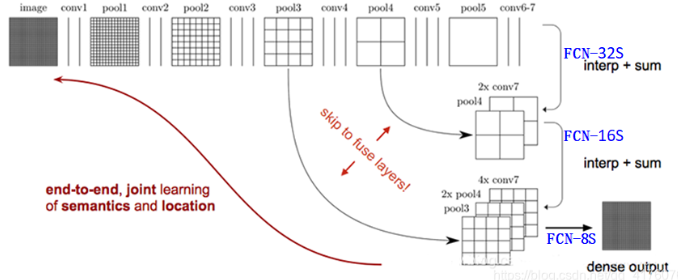 image conv1 pool1 conv2 pool2 conv3 pool3 conv4 pool4 conv5 pool5 conv6-7
FCN-32S
interp + sum
2x conv7
pool4
FCN-16S
interp + sum
skip to fuse layers!
end-to-end, joint learning
of semantics and location
4x conv7
2x pool4
pool3
FCN-8S
dense output